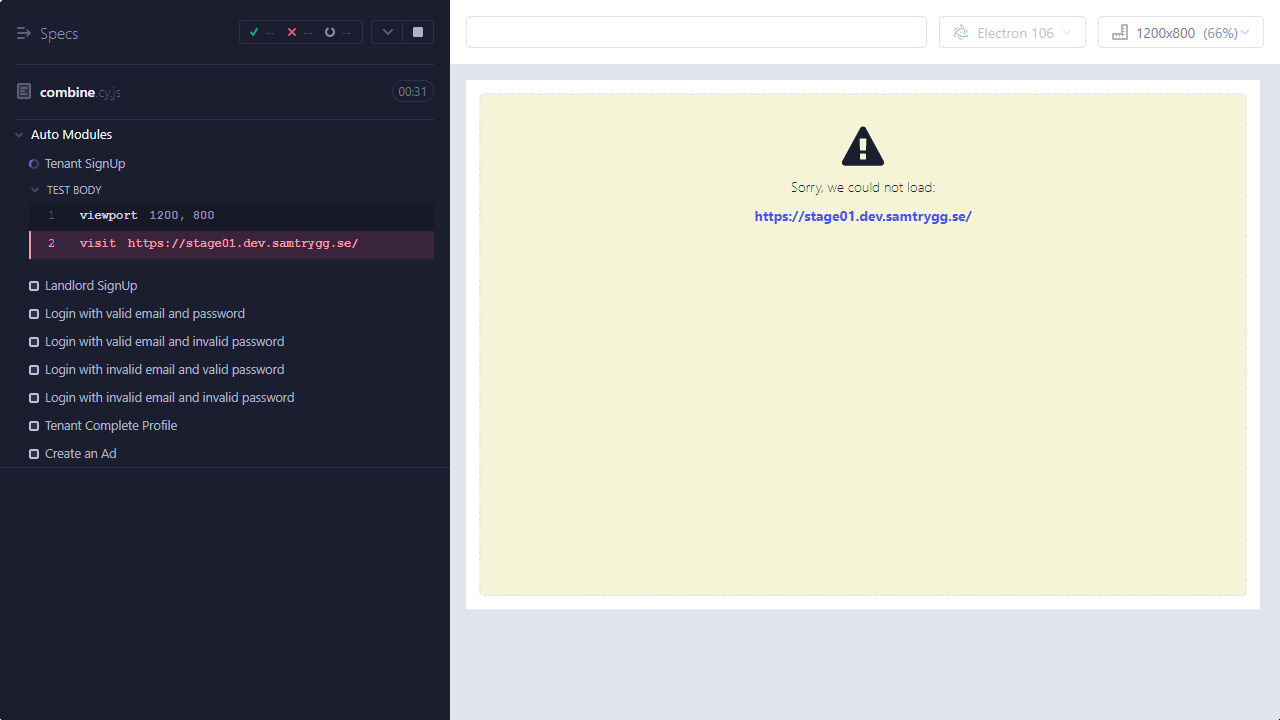 Specs
-- -- --
combine.cy.js 00:31
Auto Modules
Tenant SignUp
TEST BODY
1 viewport 1200, 800
2 visit https://stage01.dev.samtrygg.se/
Landlord SignUp
Login with valid email and password
Login with valid email and invalid password
Login with invalid email and valid password
Login with invalid email and invalid password
Tenant Complete Profile
Create an Ad
Electron 106
1200x800 (66%)
Sorry, we could not load:
https://stage01.dev.samtrygg.se/